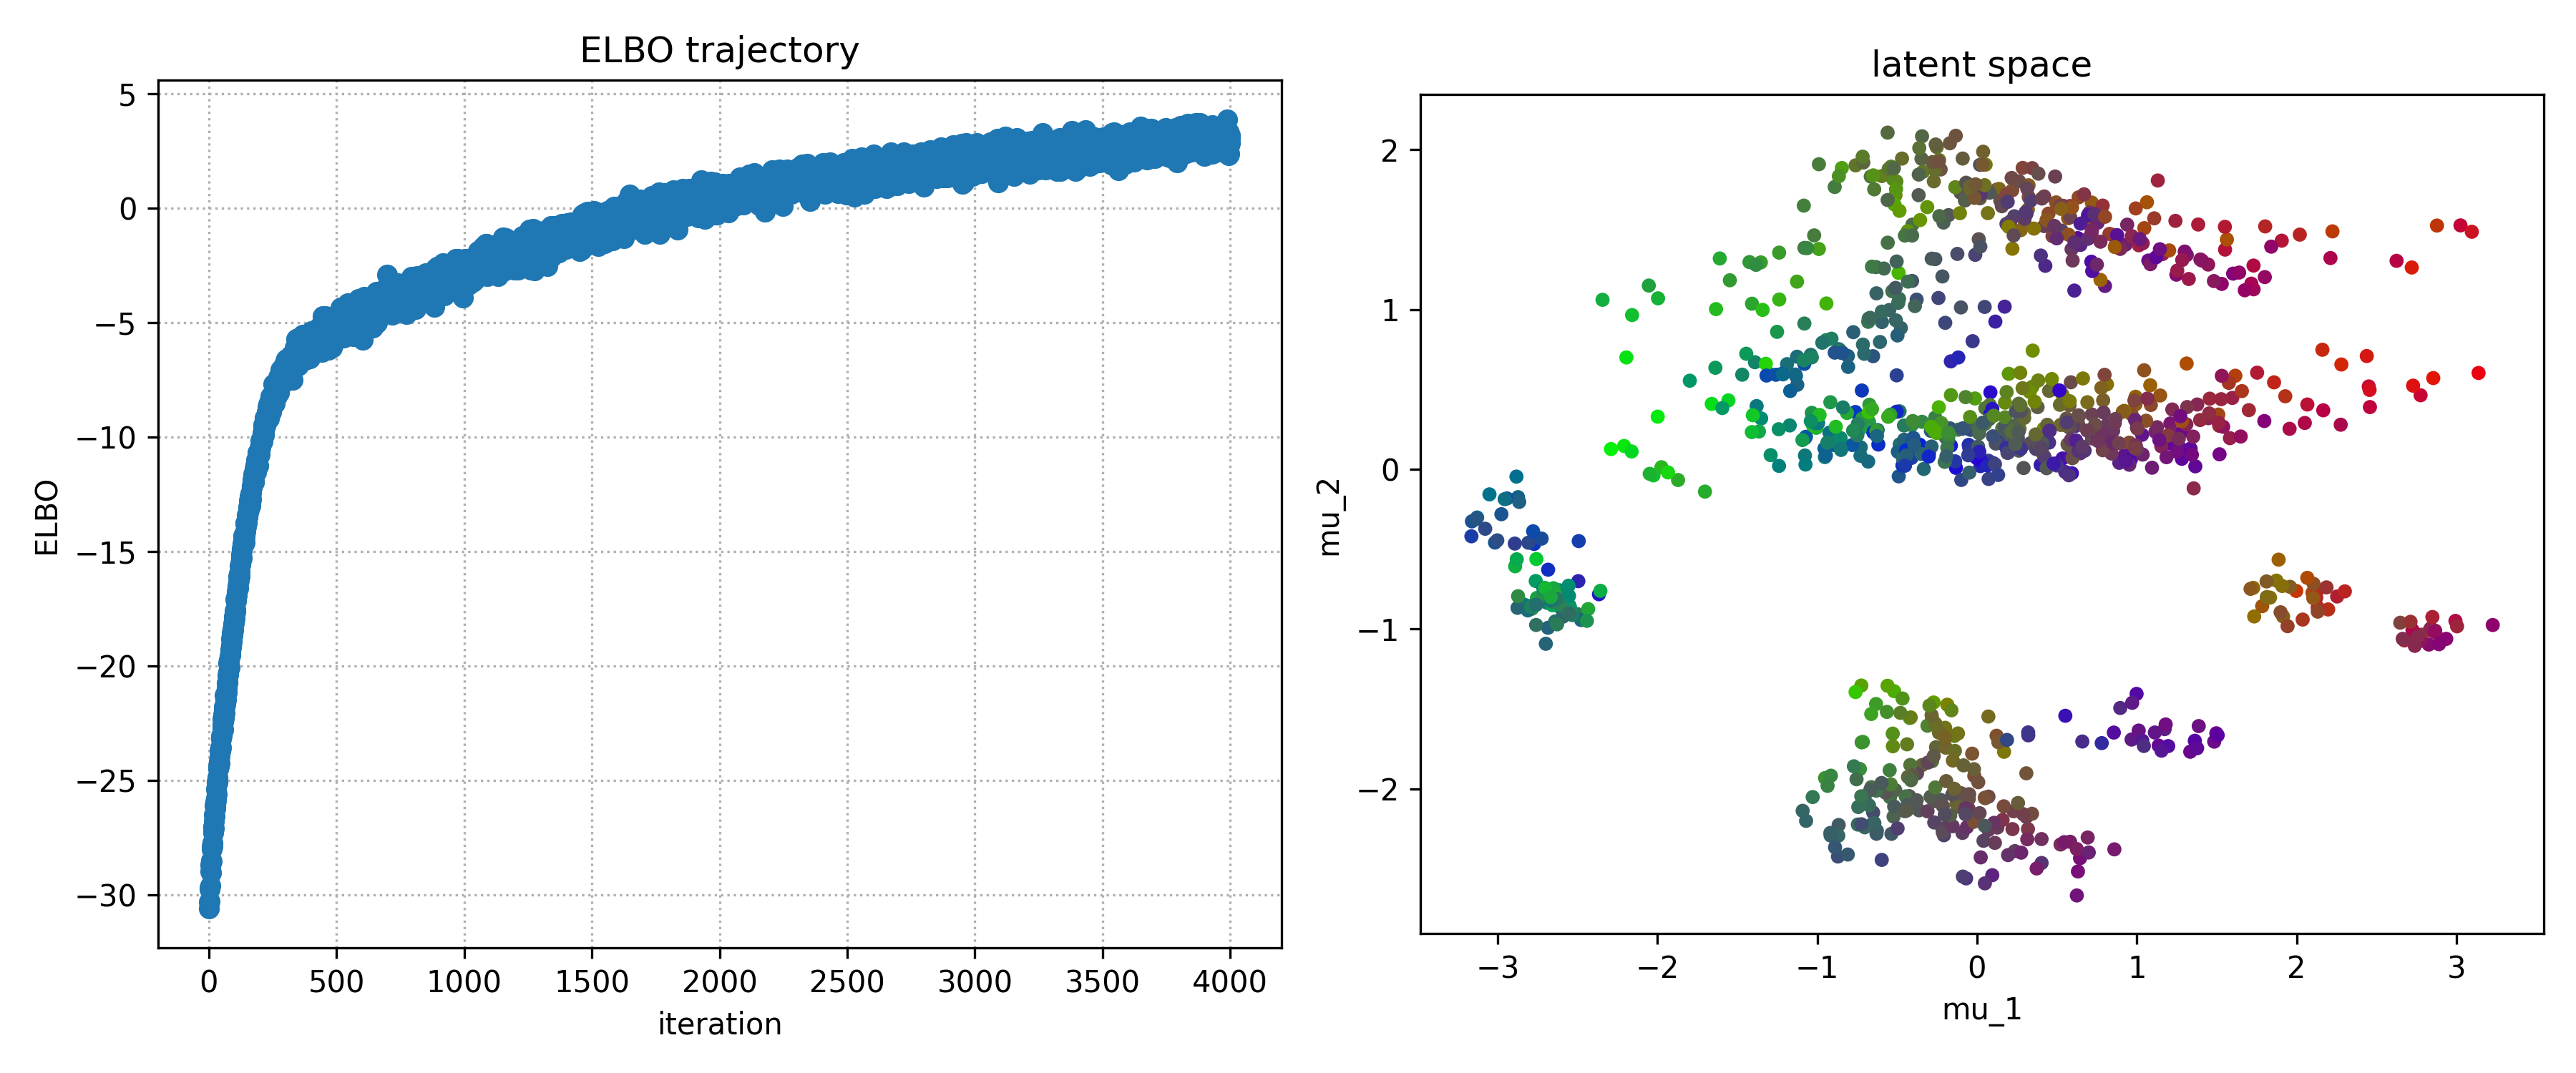 ELBO trajectory
5
0
−5
−10
−15
−20
−25
−30
ELBO
0 500 1000 1500 2000 2500 3000 3500 4000
iteration
latent space
2
1
0
−1
−2
mu_2
−3 −2 −1 0 1 2 3
mu_1